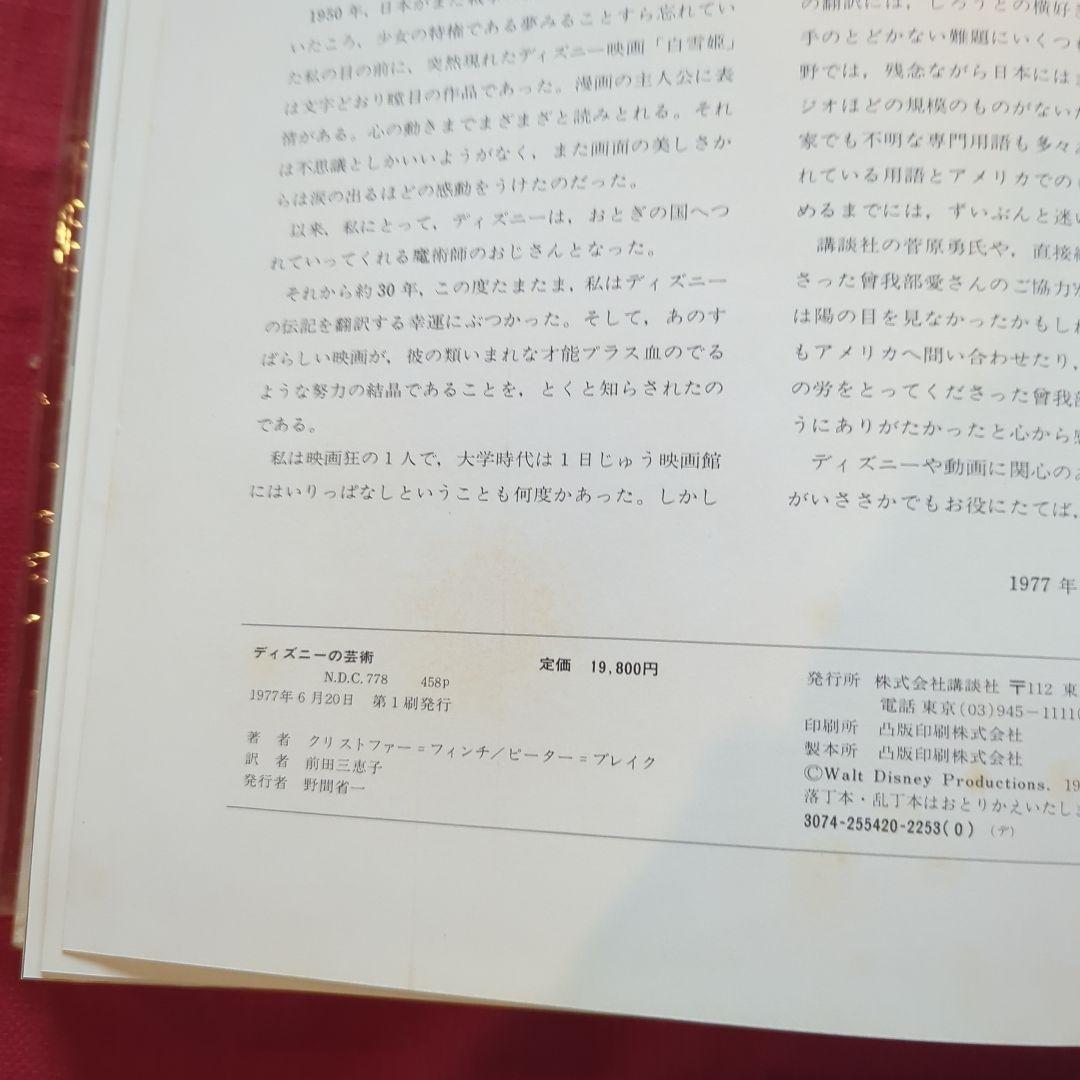 1950年，日本がまだ戦
いたころ，少女の特権である夢みることすら忘れてい
た私の目の前に，突然現れたディズニー映画「白雪姫」
は文字どおり瞠目の作品であった。漫画の主人公に表
情がある。心の動きまでまざまざと読みとれる。それ
は不思議としかいいようがなく，また画面の美しさか
らは涙の出るほどの感動をうけたのだった。
以来，私にとって，ディズニーは，おとぎの国へつ
れていってくれる魔術師のおじさんとなった。
それから約30年，この度たまたま，私はディズニー
の伝記を翻訳する幸運にぶつかった。そして，あのす
ばらしい映画が，彼の類いまれな才能プラス血のでる
ような努力の結晶であることを，とくと知らされたの
である。
私は映画狂の1人で，大学時代は1日じゅう映画館
にはいりっぱなしということも何度かあった。しかし
の翻訳には，しろうとの横好き
手のとどかない難題にいくつ
野では，残念ながら日本には
ジオほどの規模のものがないた
家でも不明な専門用語も多々
れている用語とアメリカでの
めるまでには，ずいぶんと迷い
講談社の菅原勇氏や，直接
さった曾我部愛さんのご協力
は陽の目を見なかったかもしれ
もアメリカへ問い合わせたり，
の労をとってくださった曾我部
うにありがたかったと心から
ディズニーや動画に関心の
がいささかでもお役にたてば，
1977年
ディズニーの芸術
N.D.C.778 458p
1977年6月20日 第1刷発行
定価 19,800円
著者 クリストファー＝フィンチ／ピーター＝ブレイク
訳者 前田三恵子
発行者 野間省一
発行所 株式会社講談社 〒112 東
電話 東京(03)945-1111
印刷所 凸版印刷株式会社
製本所 凸版印刷株式会社
©Walt Disney Productions. 19
落丁本・乱丁本はおとりかえいたしま
3074-255420-2253(0) (デ)